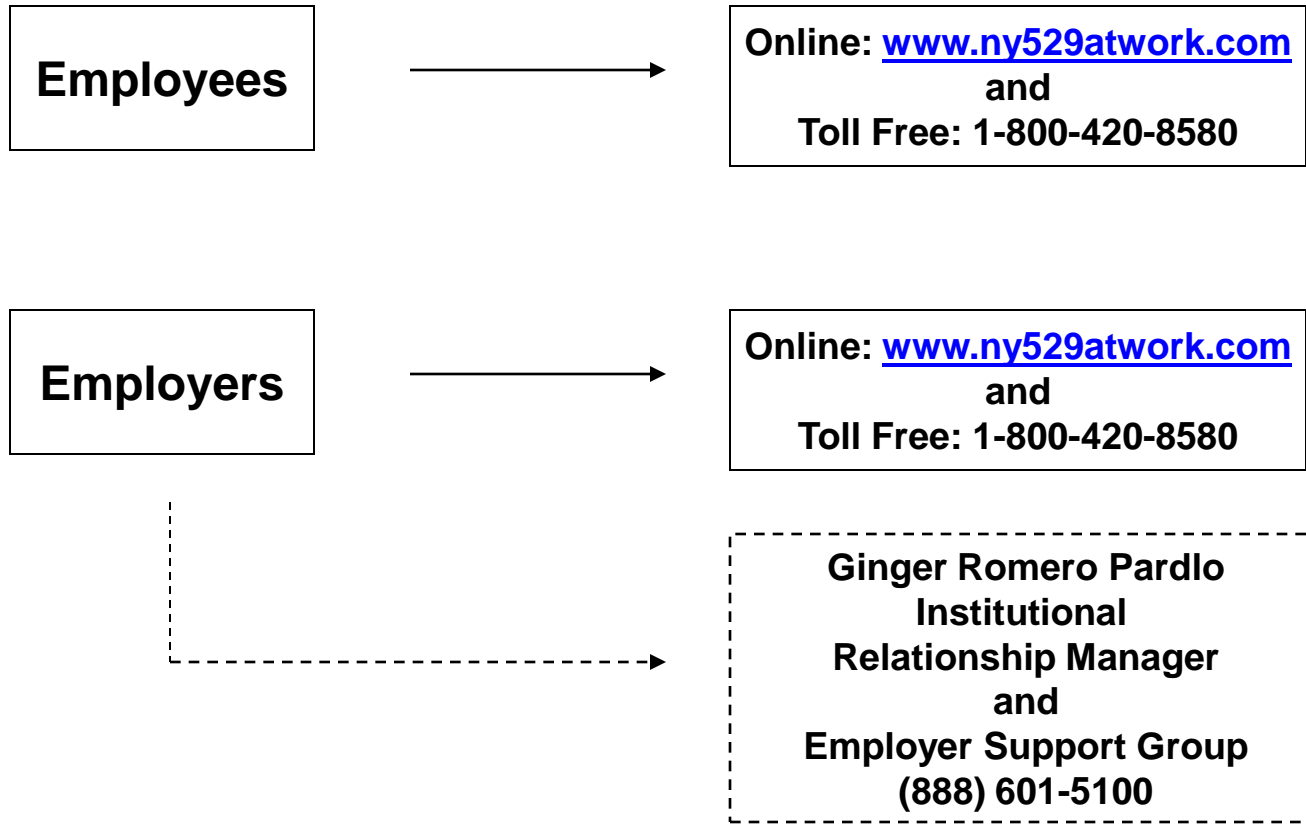 Employees
Online: www.ny529atwork.com
and
Toll Free: 1-800-420-8580
Employers
Online: www.ny529atwork.com
and
Toll Free: 1-800-420-8580
Ginger Romero Pardlo
Institutional
Relationship Manager
and
Employer Support Group
(888) 601-5100